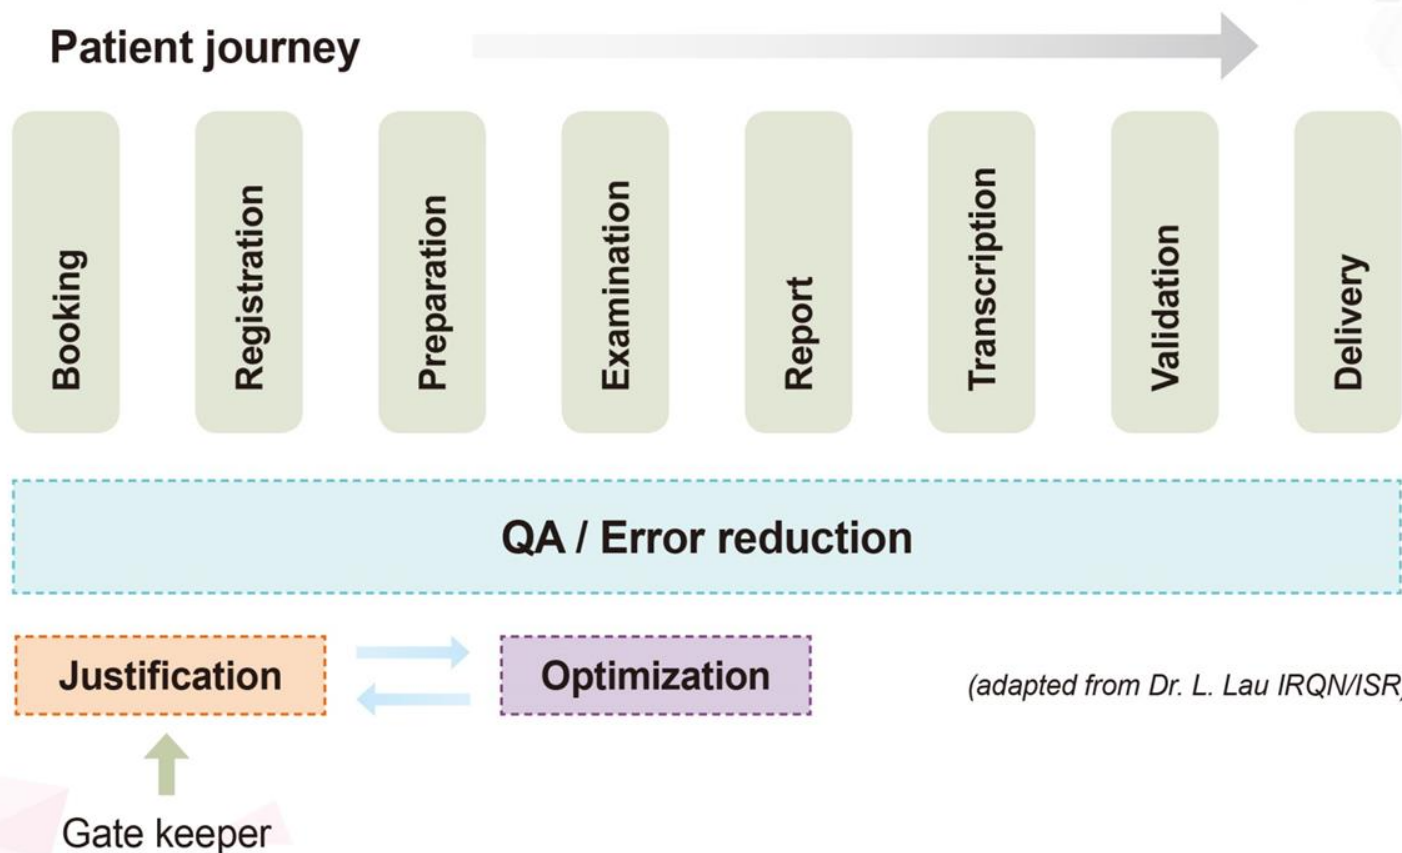 Patient journey
Booking
Registration
Preparation
Examination
Report
Transcription
Validation
Delivery
QA / Error reduction
Justification
Optimization
(adapted from Dr. L. Lau IRQN/ISR)
Gate keeper